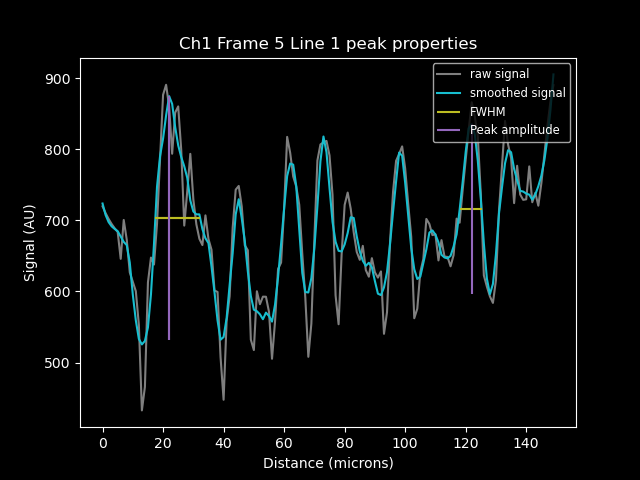 Ch1 Frame 5 Line 1 peak properties
raw signal
smoothed signal
FWHM
Peak amplitude
900
800
700
600
500
Signal (AU)
0 20 40 60 80 100 120 140
Distance (microns)